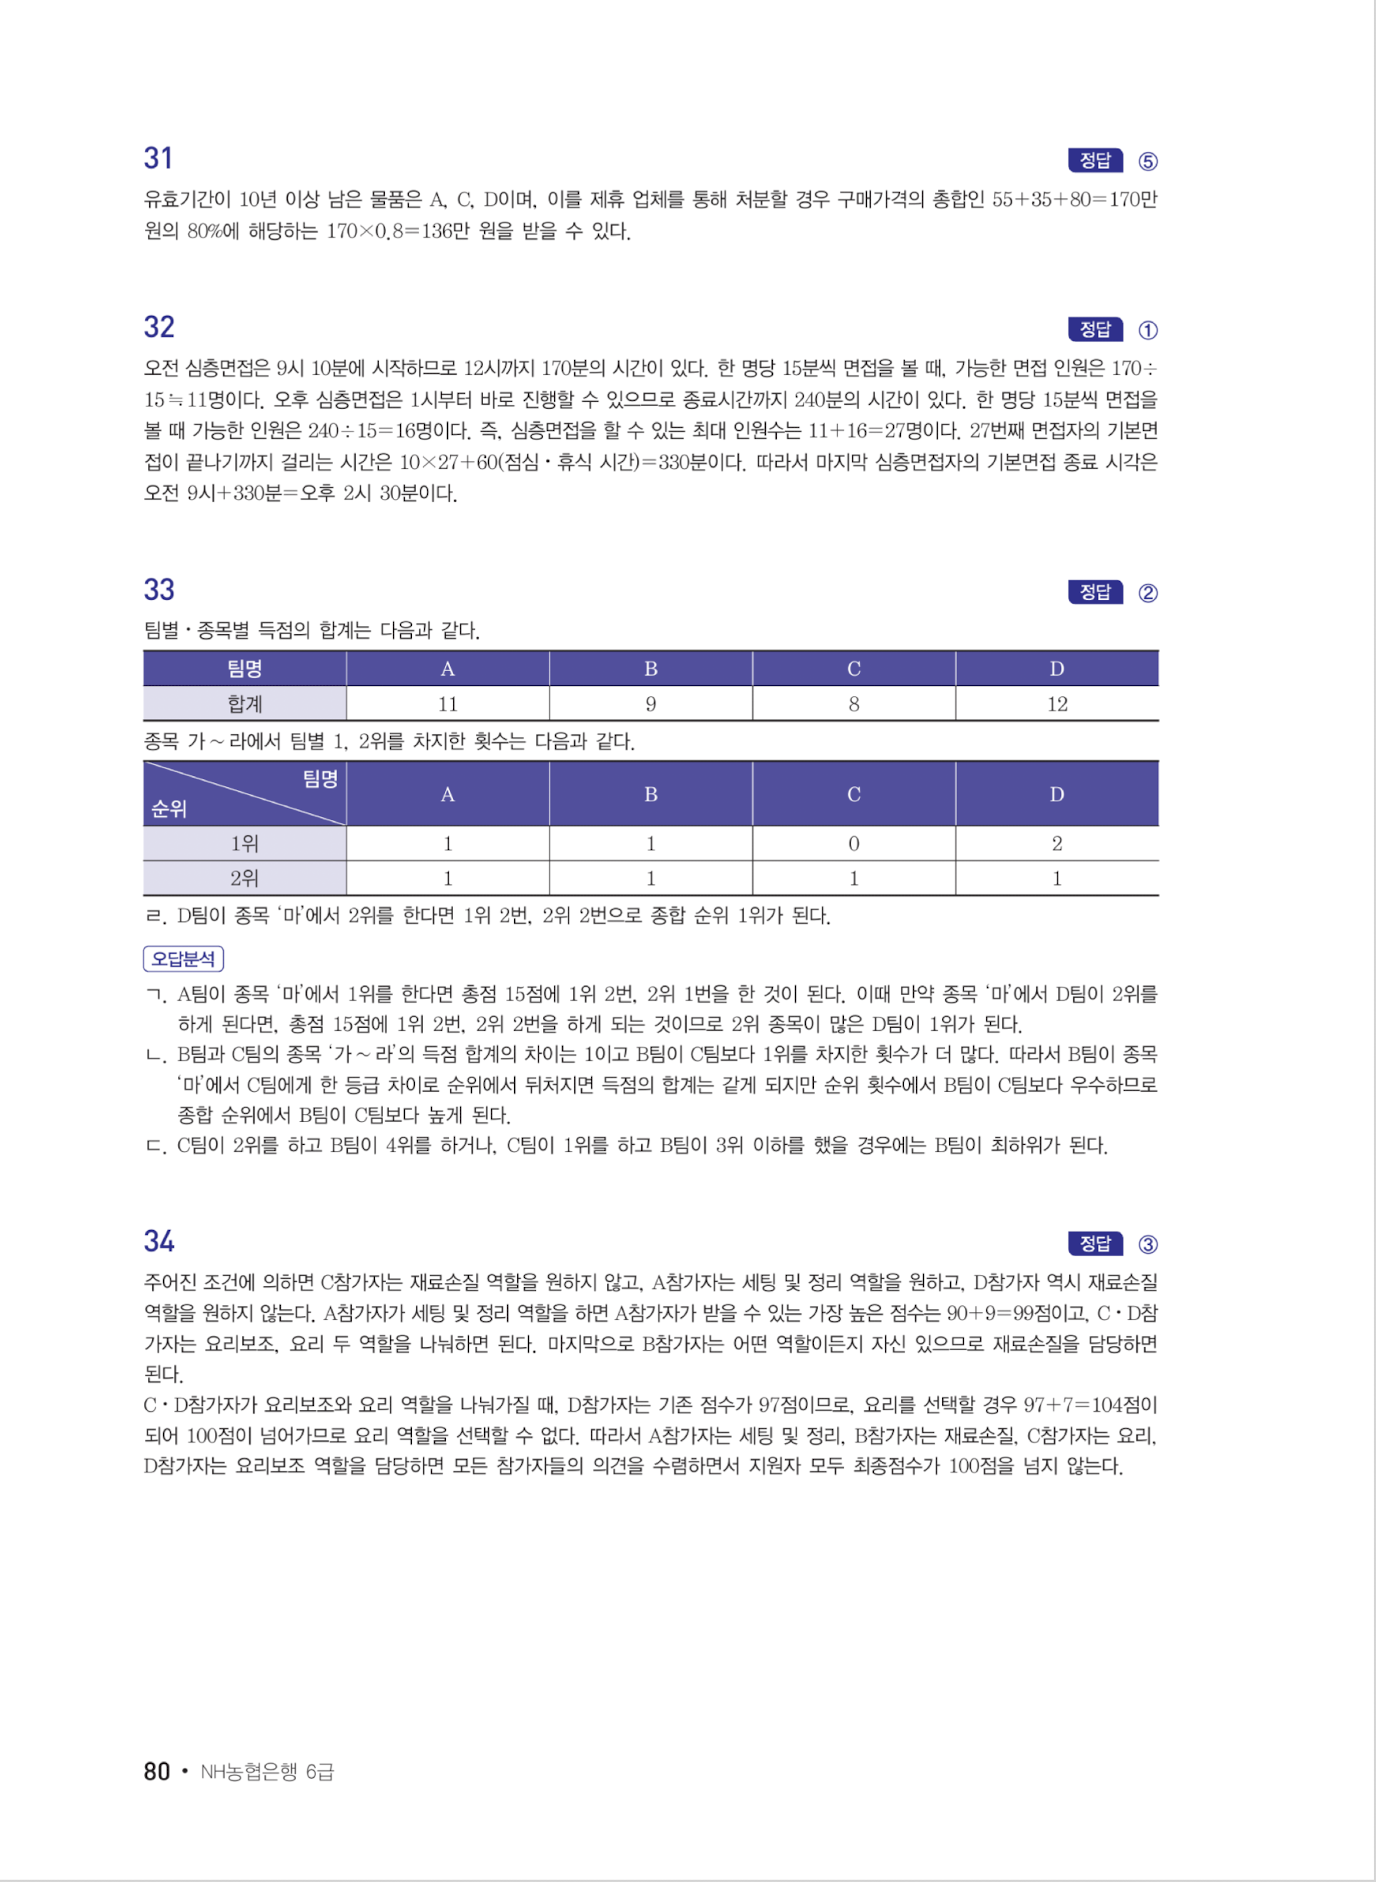 31
정답 ⑤
유효기간이 10년 이상 남은 물품은 A, C, D이며, 이를 제휴 업체를 통해 처분할 경우 구매가격의 총합인 55+35+80=170만
원의 80%에 해당하는 170×0.8=136만 원을 받을 수 있다.
32
정답 ①
오전 심층면접은 9시 10분에 시작하므로 12시까지 170분의 시간이 있다. 한 명당 15분씩 면접을 볼 때, 가능한 면접 인원은 170÷
15≒11명이다. 오후 심층면접은 1시부터 바로 진행할 수 있으므로 종료시간까지 240분의 시간이 있다. 한 명당 15분씩 면접을
볼 때 가능한 인원은 240÷15=16명이다. 즉, 심층면접을 할 수 있는 최대 인원수는 11+16=27명이다. 27번째 면접자의 기본면
접이 끝나기까지 걸리는 시간은 10×27+60(점심·휴식 시간)=330분이다. 따라서 마지막 심층면접자의 기본면접 종료 시각은
오전 9시+330분=오후 2시 30분이다.
33
정답 ②
팀별·종목별 득점의 합계는 다음과 같다.
팀명 A B C D
합계 11 9 8 12
종목 가~라에서 팀별 1, 2위를 차지한 횟수는 다음과 같다.
팀명
순위 A B C D
1위 1 1 0 2
2위 1 1 1 1
ㄹ. D팀이 종목 ‘마’에서 2위를 한다면 1위 2번, 2위 2번으로 종합 순위 1위가 된다.
오답분석
ㄱ. A팀이 종목 ‘마’에서 1위를 한다면 총점 15점에 1위 2번, 2위 1번을 한 것이 된다. 이때 만약 종목 ‘마’에서 D팀이 2위를
하게 된다면, 총점 15점에 1위 2번, 2위 2번을 하게 되는 것이므로 2위 종목이 많은 D팀이 1위가 된다.
ㄴ. B팀과 C팀의 종목 ‘가~라’의 득점 합계의 차이는 1이고 B팀이 C팀보다 1위를 차지한 횟수가 더 많다. 따라서 B팀이 종목
‘마’에서 C팀에게 한 등급 차이로 순위에서 뒤처지면 득점의 합계는 같게 되지만 순위 횟수에서 B팀이 C팀보다 우수하므로
종합 순위에서 B팀이 C팀보다 높게 된다.
ㄷ. C팀이 2위를 하고 B팀이 4위를 하거나, C팀이 1위를 하고 B팀이 3위 이하를 했을 경우에는 B팀이 최하위가 된다.
34
정답 ③
주어진 조건에 의하면 C참가자는 재료손질 역할을 원하지 않고, A참가자는 세팅 및 정리 역할을 원하고, D참가자 역시 재료손질
역할을 원하지 않는다. A참가자가 세팅 및 정리 역할을 하면 A참가자가 받을 수 있는 가장 높은 점수는 90+9=99점이고, C·D참
가자는 요리보조, 요리 두 역할을 나눠하면 된다. 마지막으로 B참가자는 어떤 역할이든지 자신 있으므로 재료손질을 담당하면
된다.
C·D참가자가 요리보조와 요리 역할을 나눠가질 때, D참가자는 기존 점수가 97점이므로, 요리를 선택할 경우 97+7=104점이
되어 100점이 넘어가므로 요리 역할을 선택할 수 없다. 따라서 A참가자는 세팅 및 정리, B참가자는 재료손질, C참가자는 요리,
D참가자는 요리보조 역할을 담당하면 모든 참가자들의 의견을 수렴하면서 지원자 모두 최종점수가 100점을 넘지 않는다.
80 • NH농협은행 6급